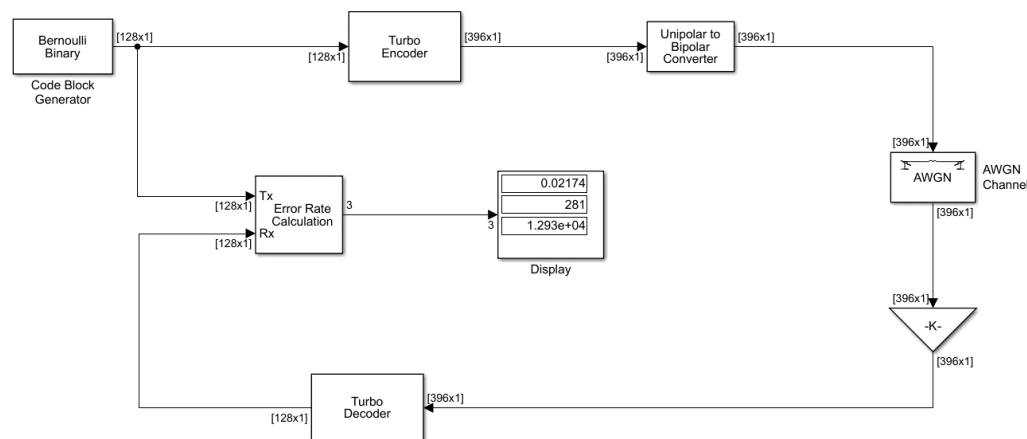 Bernoulli
Binary
[128x1]
Code Block
Generator
[128x1]
Turbo
Encoder
[396x1]
[396x1]
Unipolar to
Bipolar
Converter
[396x1]
[396x1]
AWGN
AWGN
Channel
[396x1]
Tx
[128x1]
Error Rate
Calculation
3
Rx
[128x1]
0.02174
281
3
1.293e+04
Display
[396x1]
-K-
[396x1]
[128x1]
Turbo
Decoder
[396x1]